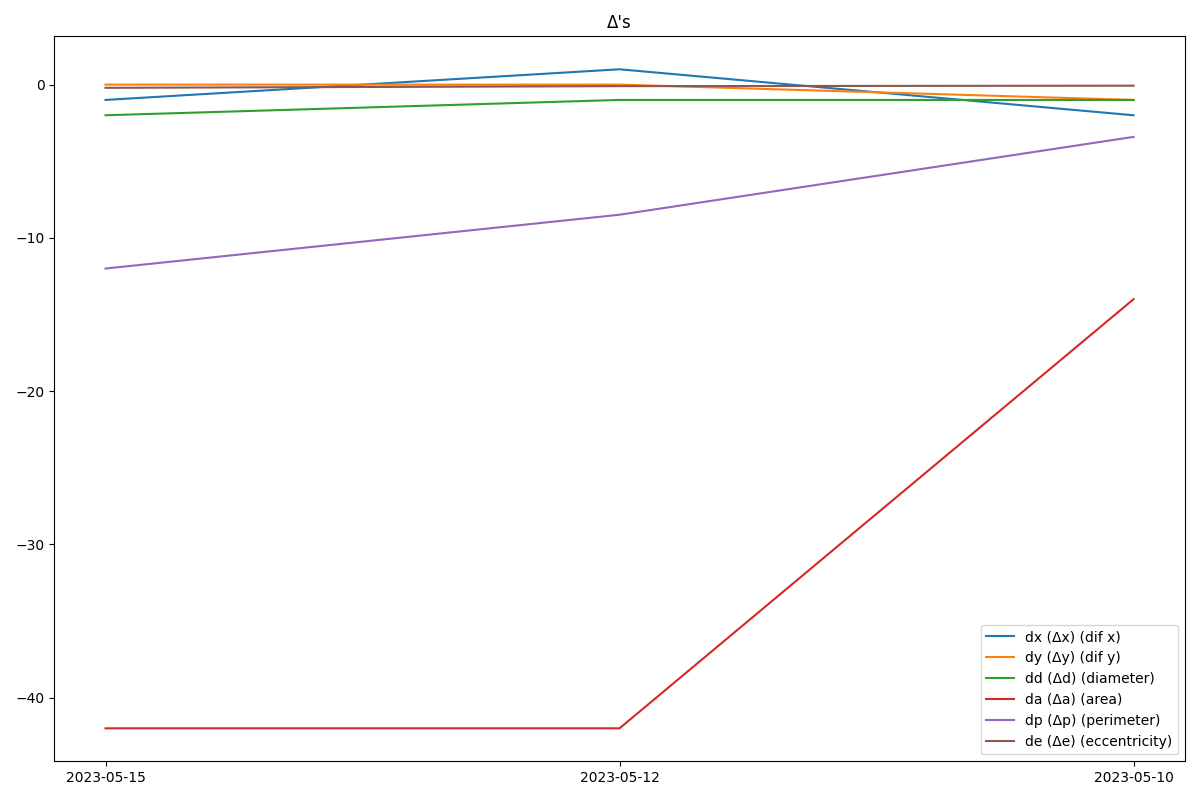 Δ's
0
−10
−20
−30
−40
2023-05-15
2023-05-12
2023-05-10
dx (Δx) (dif x)
dy (Δy) (dif y)
dd (Δd) (diameter)
da (Δa) (area)
dp (Δp) (perimeter)
de (Δe) (eccentricity)